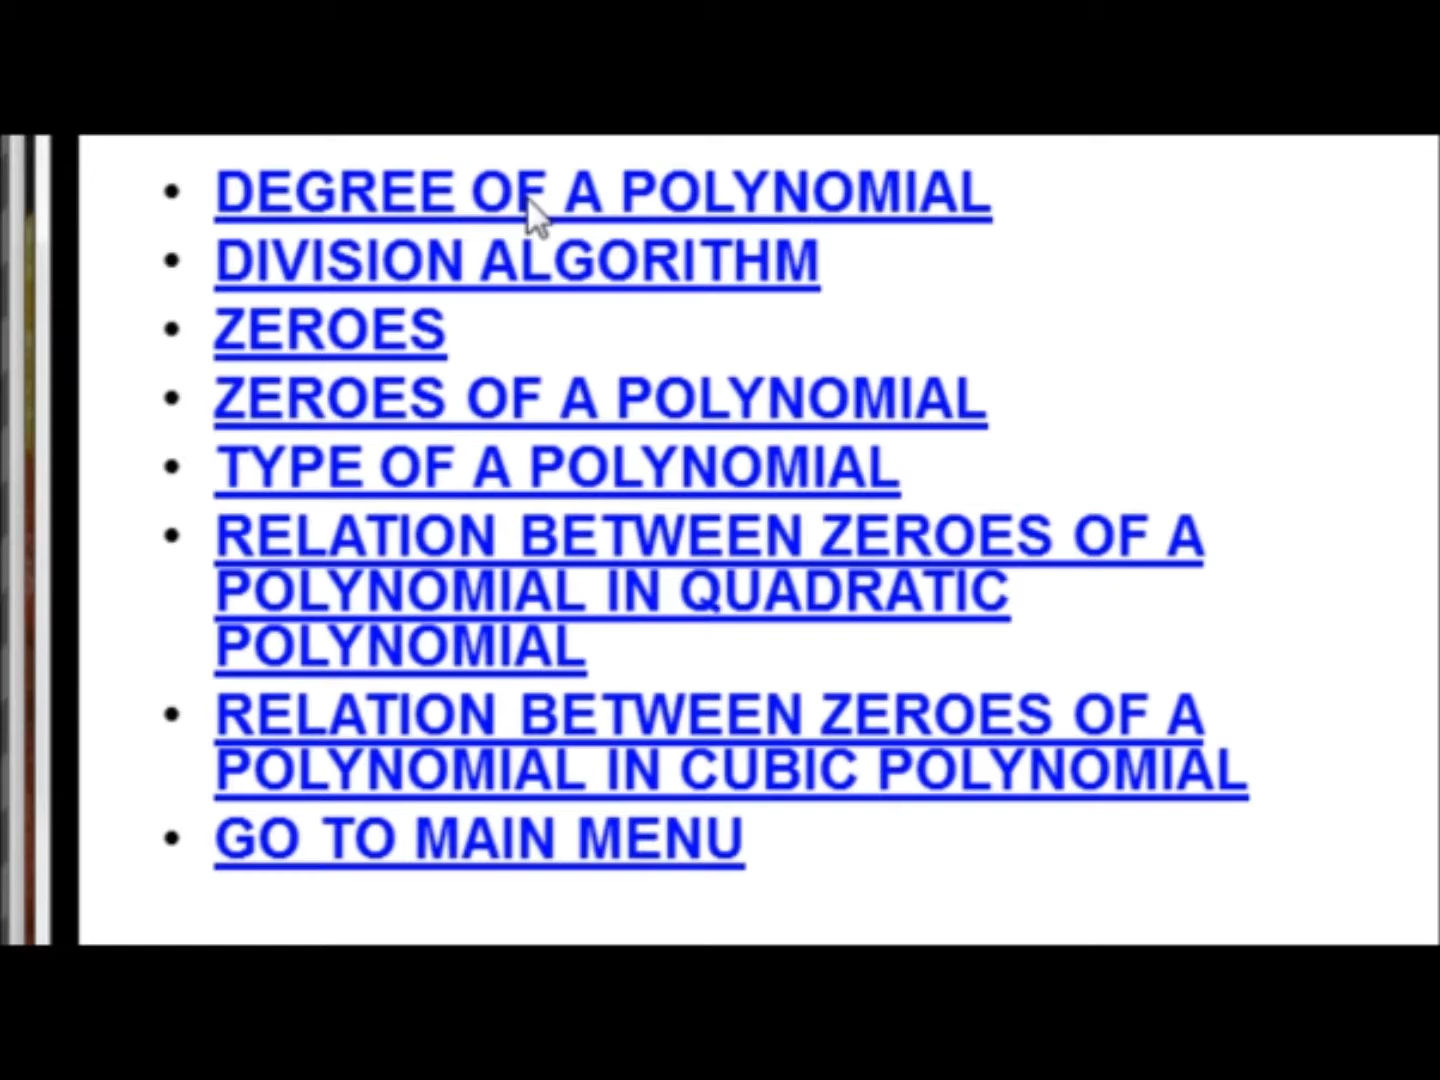 DEGREE OF A POLYNOMIAL
DIVISION ALGORITHM
ZEROES
ZEROES OF A POLYNOMIAL
TYPE OF A POLYNOMIAL
RELATION BETWEEN ZEROES OF A
POLYNOMIAL IN QUADRATIC
POLYNOMIAL
RELATION BETWEEN ZEROES OF A
POLYNOMIAL IN CUBIC POLYNOMIAL
GO TO MAIN MENU